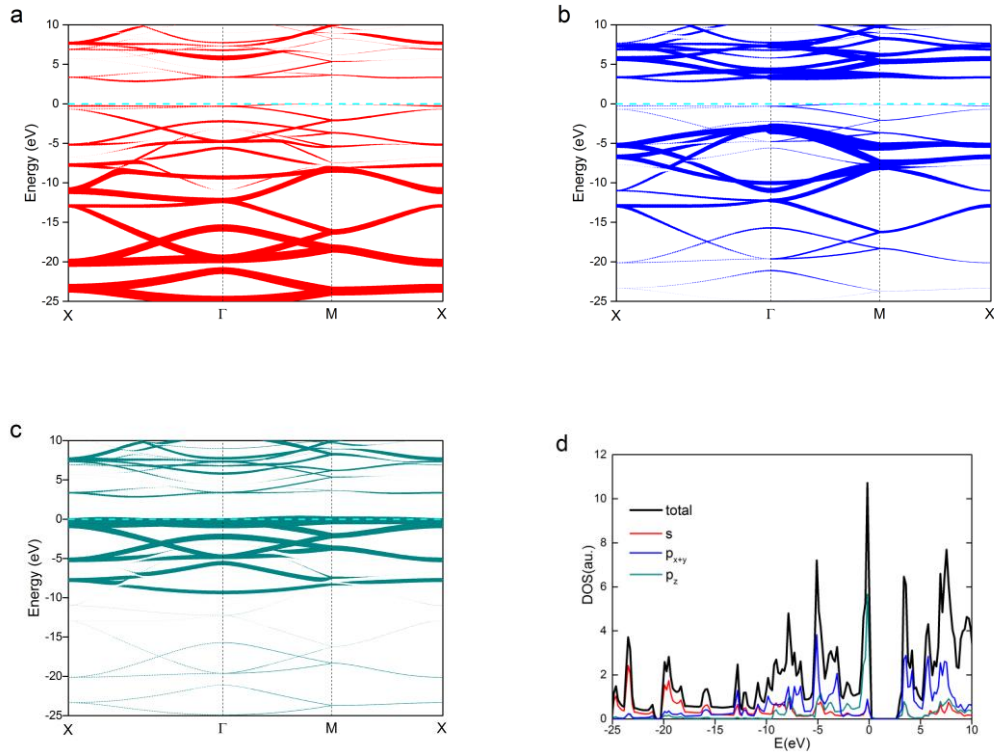 a
10
5
0
-5
-10
-15
-20
-25
Energy (eV)
X Γ M X
b
10
5
0
-5
-10
-15
-20
-25
Energy (eV)
X Γ M X
c
10
5
0
-5
-10
-15
-20
-25
Energy (eV)
X Γ M X
d
12
10
8
6
4
2
0
DOS(au.)
total
s
px+y
pz
-25 -20 -15 -10 -5 0 5 10
E(eV)